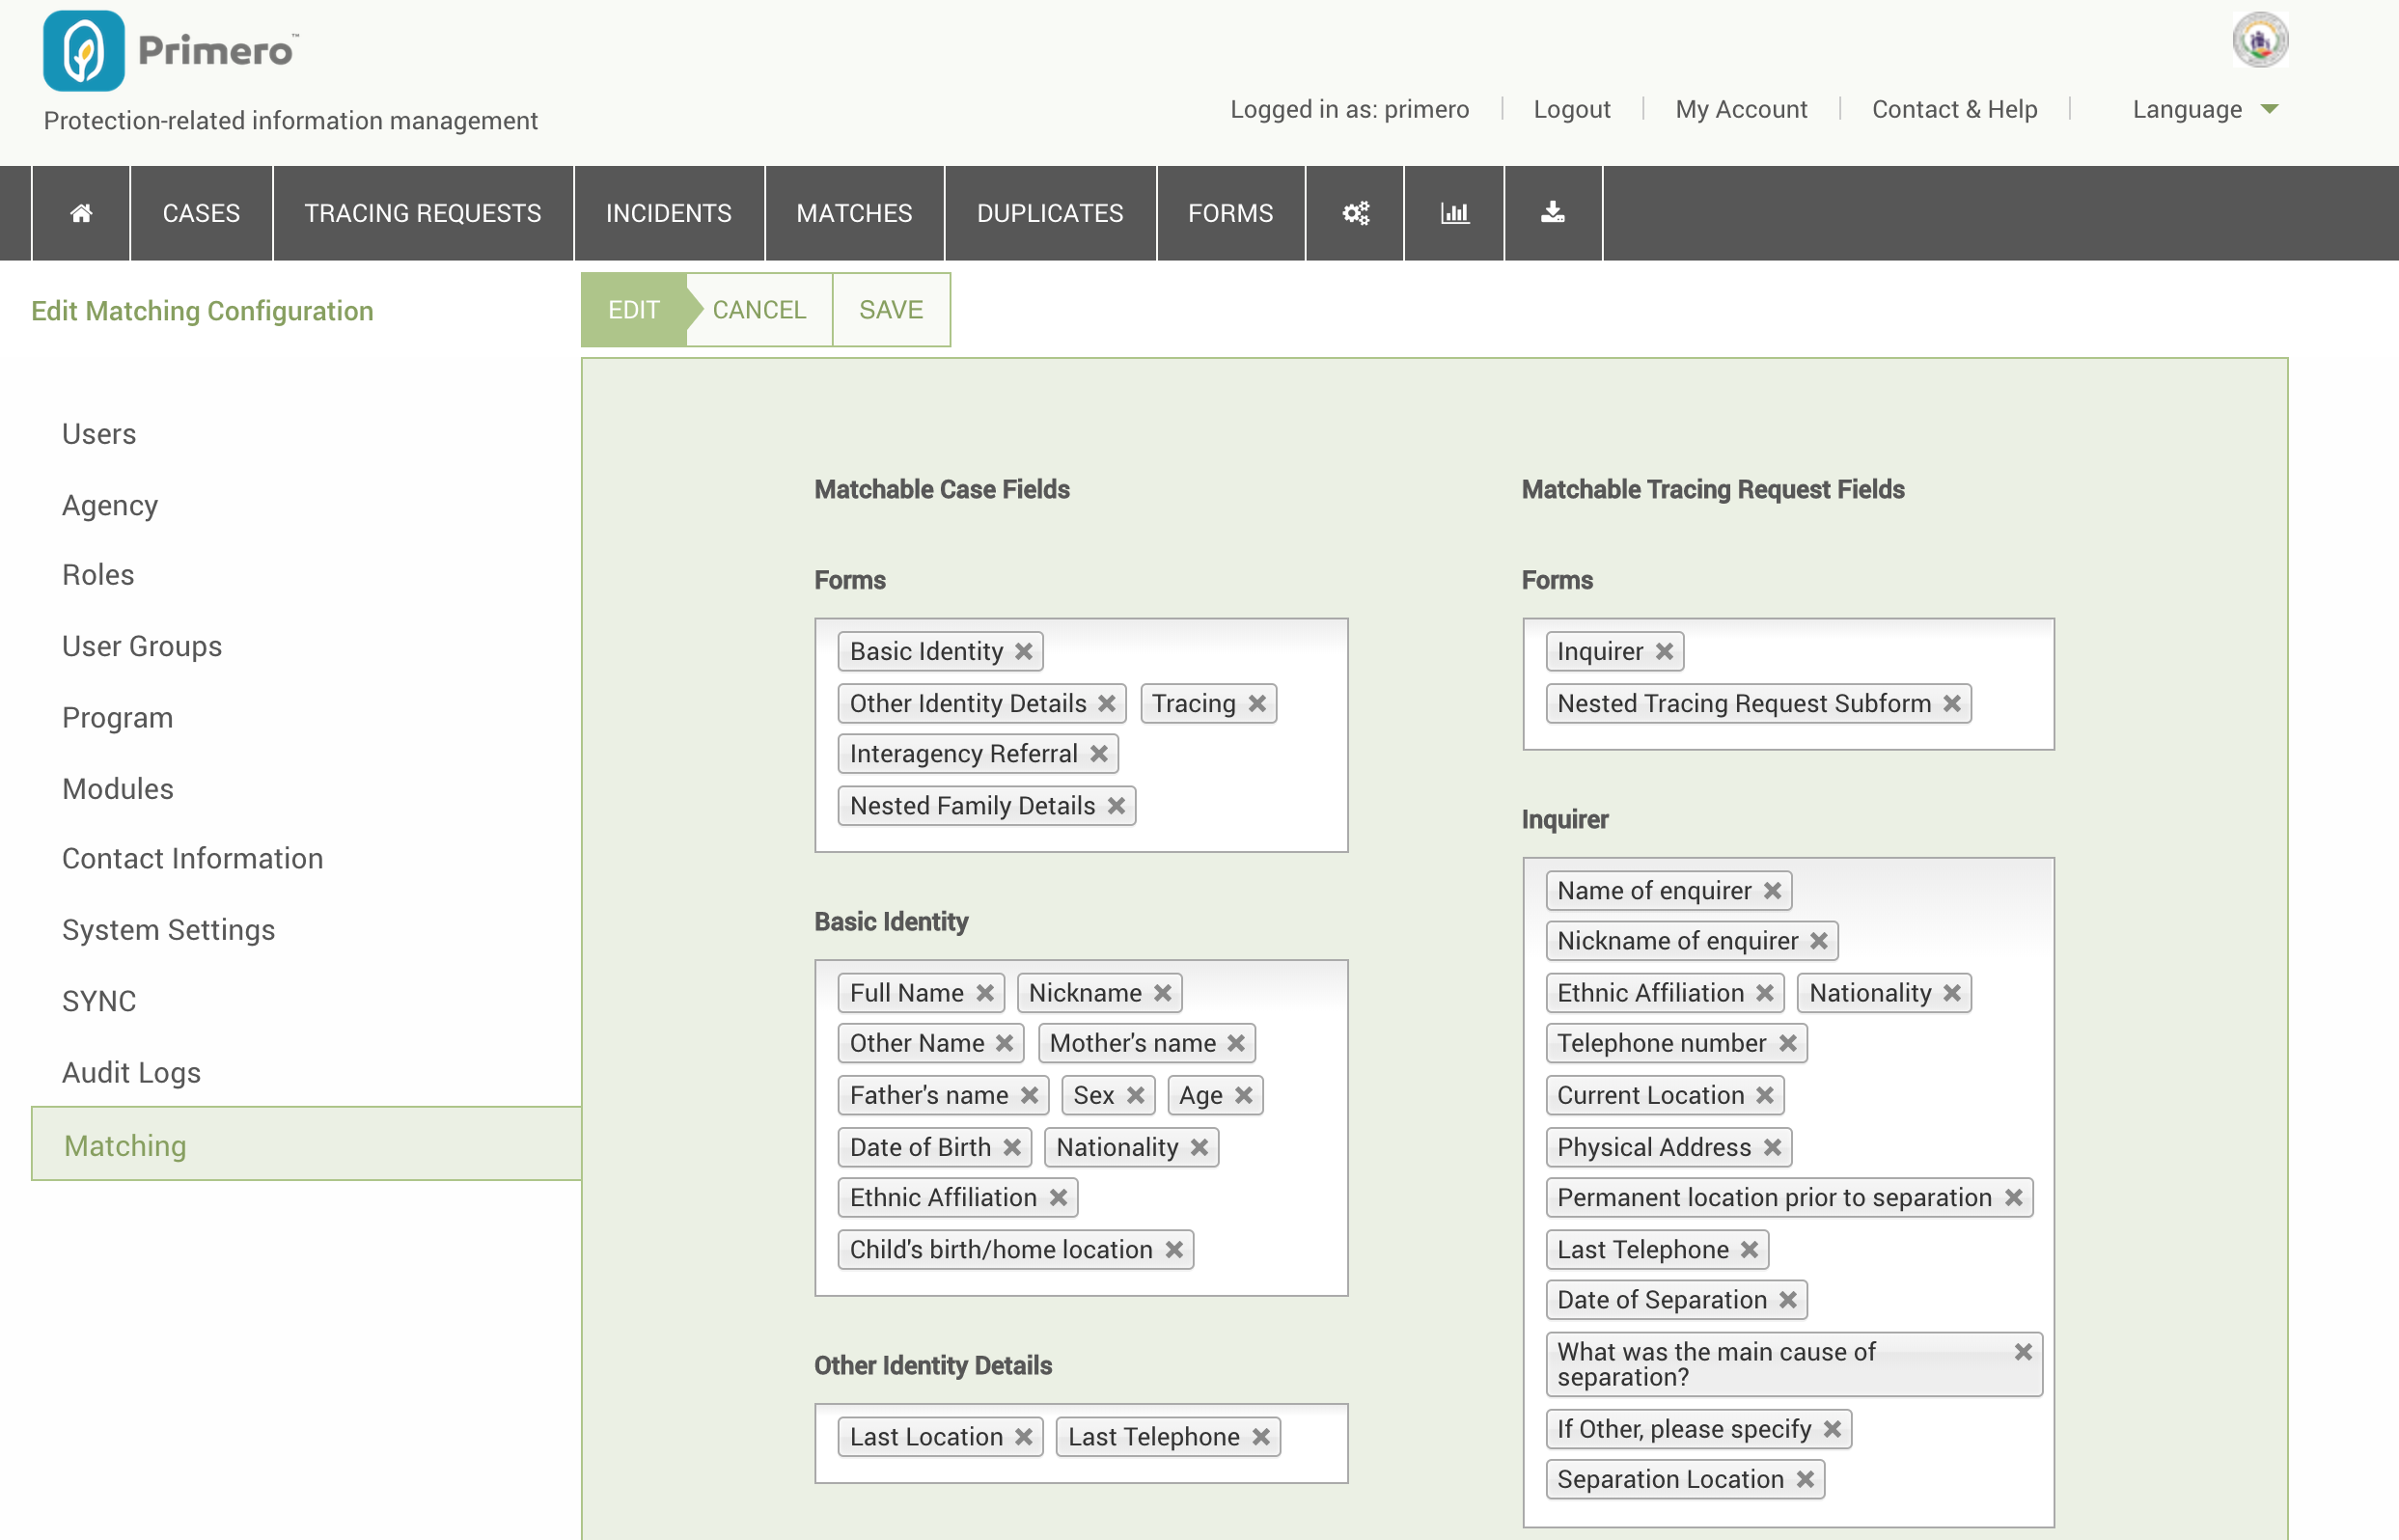 Primero™
Protection-related information management
Logged in as: primero
Logout
My Account
Contact & Help
Language
CASES
TRACING REQUESTS
INCIDENTS
MATCHES
DUPLICATES
FORMS
Edit Matching Configuration
EDIT
CANCEL
SAVE
Users
Agency
Roles
User Groups
Program
Modules
Contact Information
System Settings
SYNC
Audit Logs
Matching
Matchable Case Fields
Forms
Basic Identity
Other Identity Details Tracing
Interagency Referral
Nested Family Details
Basic Identity
Full Name Nickname
Other Name Mother's name
Father's name Sex Age
Date of Birth Nationality
Ethnic Affiliation
Child's birth/home location
Other Identity Details
Last Location Last Telephone
Matchable Tracing Request Fields
Forms
Inquirer
Nested Tracing Request Subform
Inquirer
Name of enquirer
Nickname of enquirer
Ethnic Affiliation Nationality
Telephone number
Current Location
Physical Address
Permanent location prior to separation
Last Telephone
Date of Separation
What was the main cause of
separation?
If Other, please specify
Separation Location